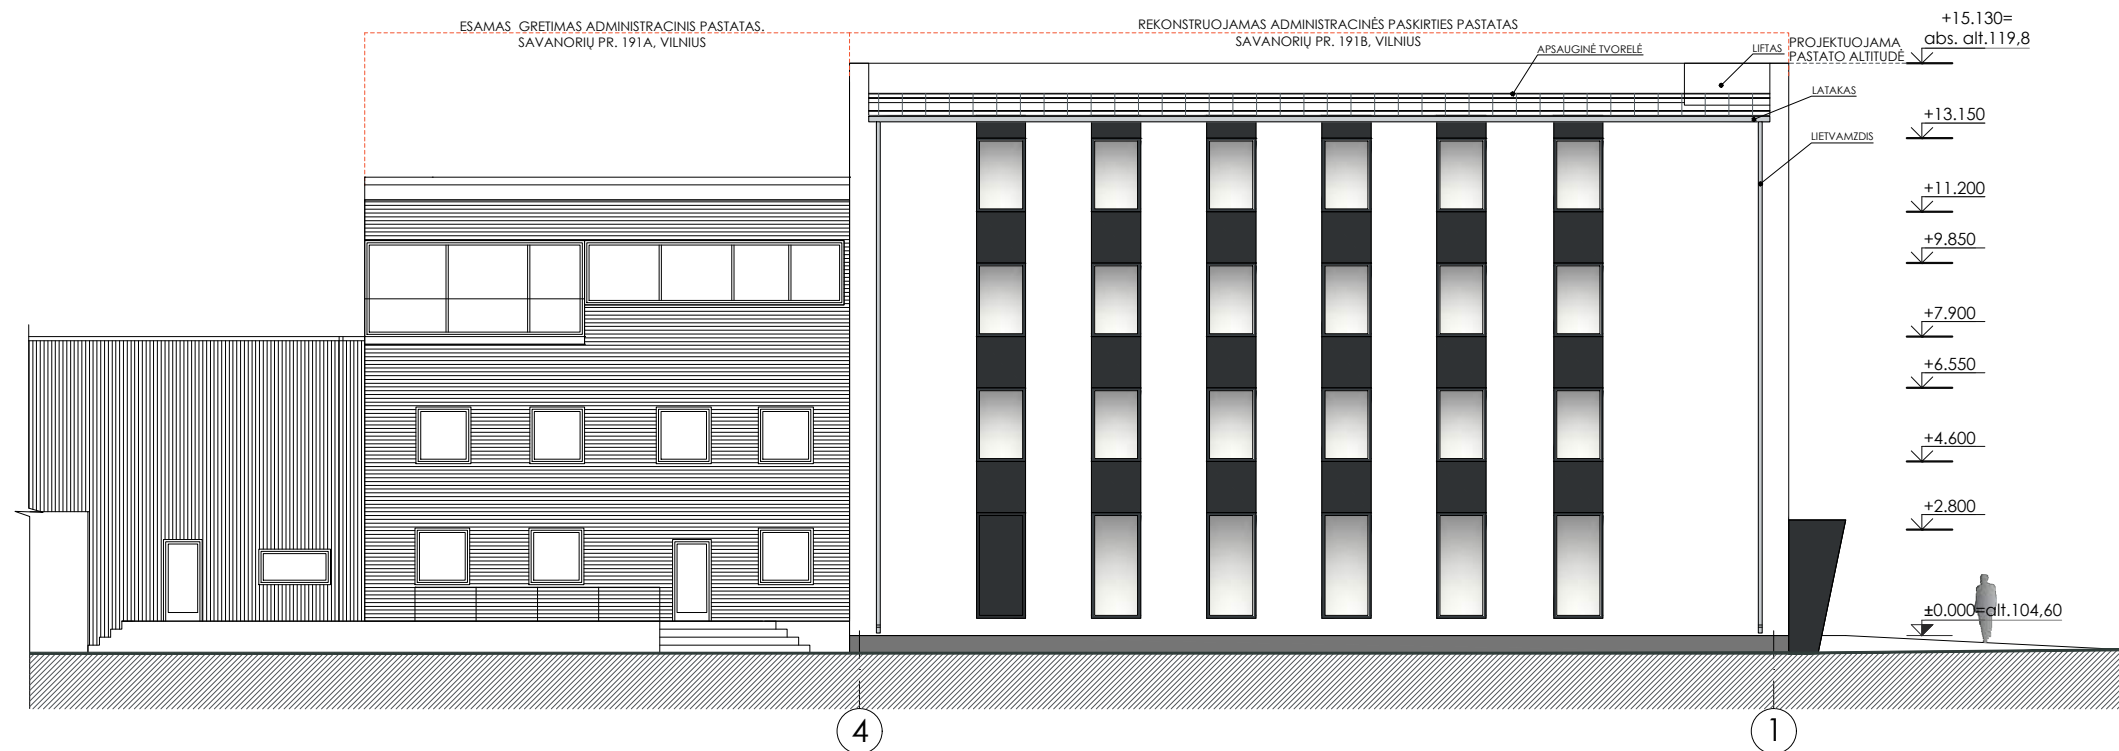 ESAMAS GRETIMAS ADMINISTRACINIS PASTATAS.
SAVANORIŲ PR. 191A, VILNIUS
REKONSTRUOJAMAS ADMINISTRACINĖS PASKIRTIES PASTATAS
SAVANORIŲ PR. 191B, VILNIUS
APSAUGINĖ TVORELĖ
LIFTAS
PROJEKTUOJAMA
PASTATO ALTITUDĖ
LATAKAS
LIETVAMZDIS
+15.130=
abs. alt.119,8
+13.150
+11.200
+9.850
+7.900
+6.550
+4.600
+2.800
±0.000=alt.104,60
4
1